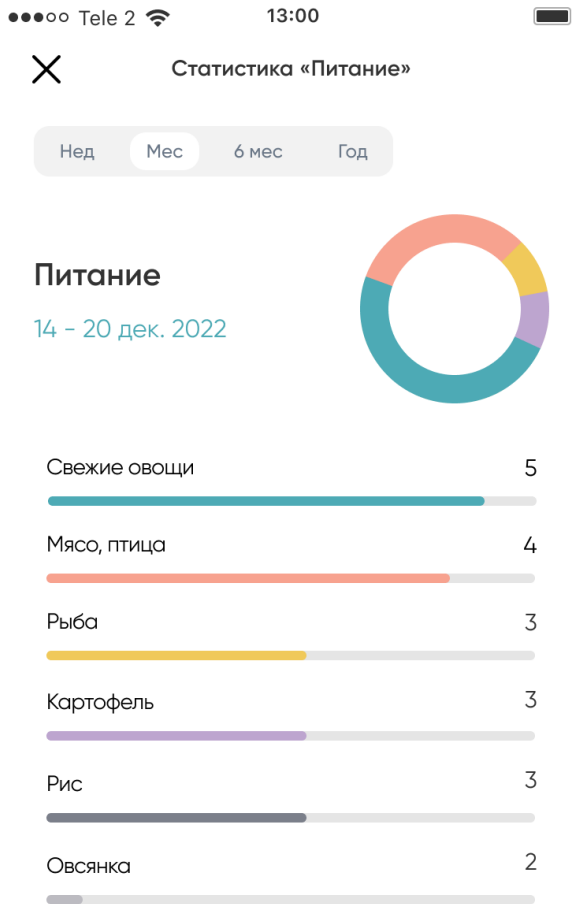 Tele 2
13:00
Статистика «Питание»
Нед
Мес
6 мес
Год
Питание
14 - 20 дек. 2022
Свежие овощи
5
Мясо, птица
4
Рыба
3
Картофель
3
Рис
3
Овсянка
2